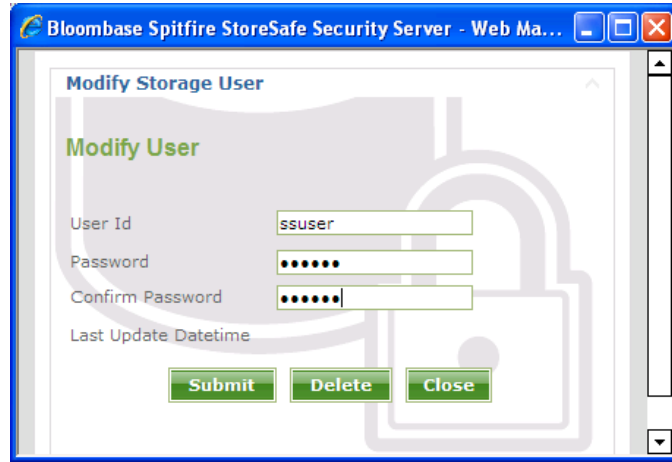 Bloombase Spitfire StoreSafe Security Server - Web Ma...
Modify Storage User
Modify User
User Id ssuser
Password ••••••
Confirm Password ••••••
Last Update Datetime
Submit Delete Close